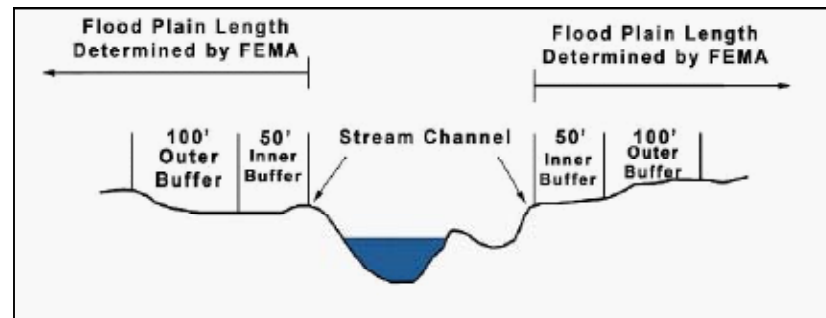 Flood Plain Length
Determined by FEMA
Flood Plain Length
Determined by FEMA
100'
Outer
Buffer
50'
Inner
Buffer
Stream Channel
50'
Inner
Buffer
100'
Outer
Buffer